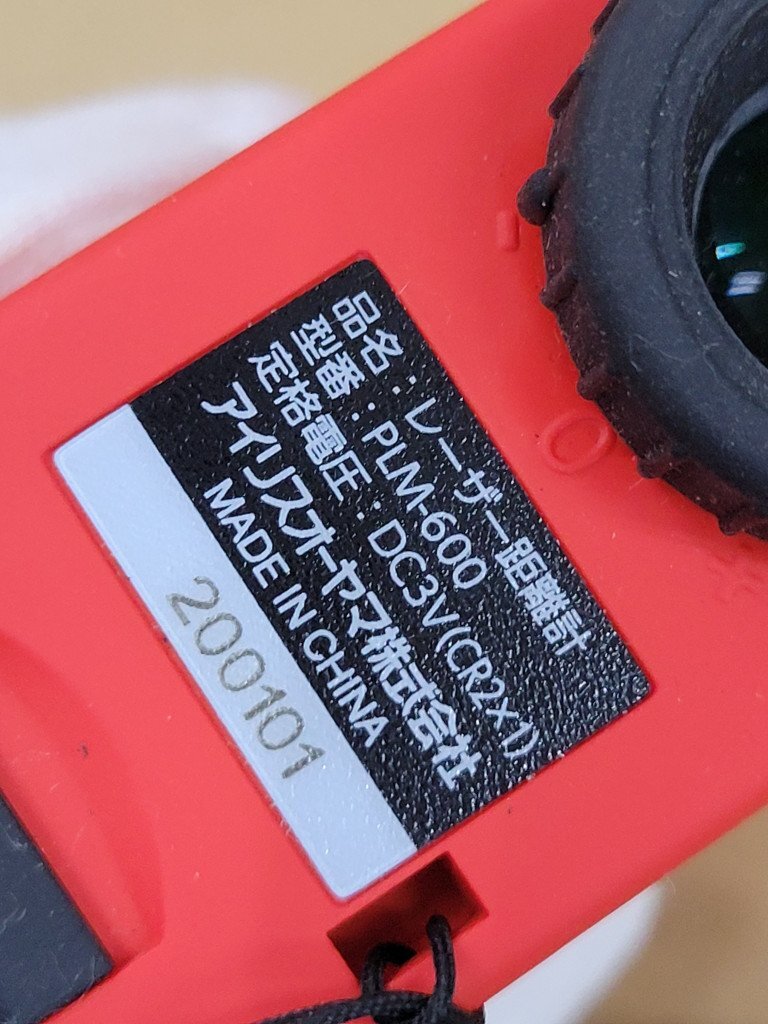 品名：レーザー距離計
型番：PLM-600
定格電圧：DC3V(CR2×1)
アイリスオーヤマ株式会社
MADE IN CHINA
200101